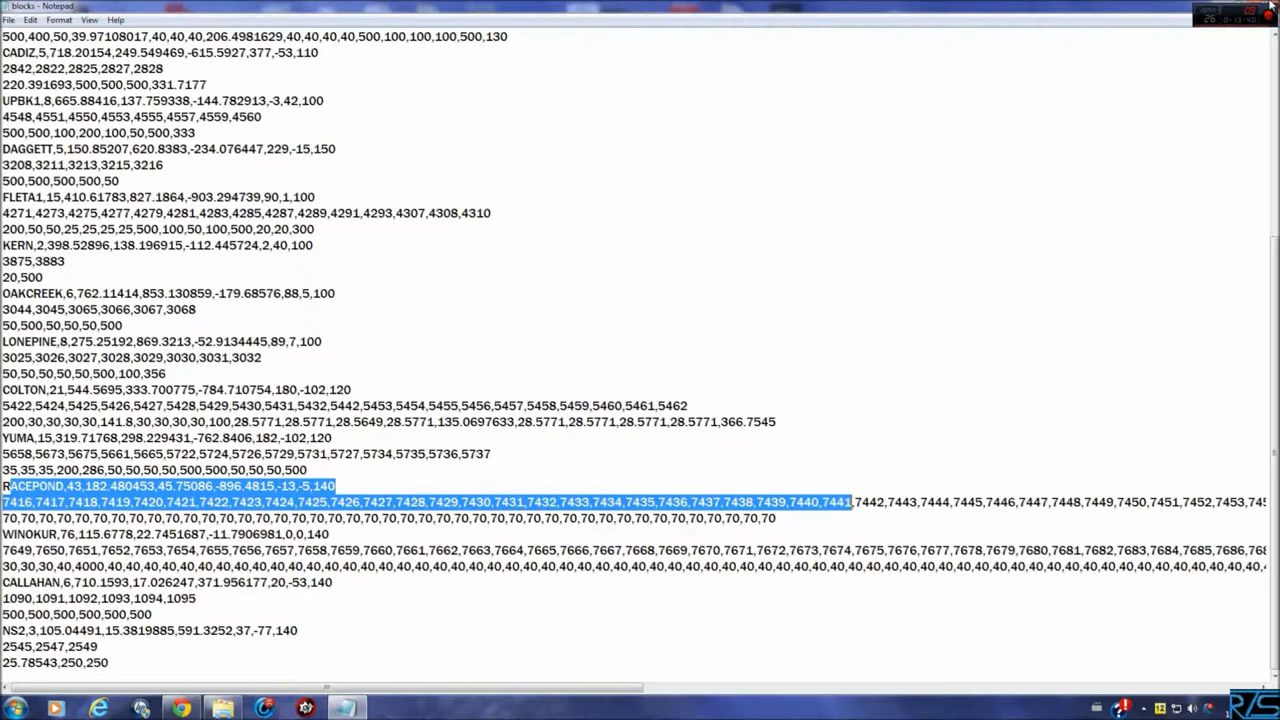 blocks - Notepad
File Edit Format View Help
500,400,50,39.97108017,40,40,40,206.4981629,40,40,40,40,500,100,100,100,500,130
CADIZ,5,718.20154,249.549469,-615.5927,377,-53,110
2842,2822,2825,2827,2828
220.391693,500,500,500,331.7177
UPBK1,8,665.88416,137.759338,-144.782913,-3,42,100
4548,4551,4550,4553,4555,4557,4559,4560
500,500,100,200,100,50,500,333
DAGGETT,5,150.85207,620.8383,-234.076447,229,-15,150
3208,3211,3213,3215,3216
500,500,500,500,50
FLETA1,15,410.61783,827.1864,-903.294739,90,1,100
4271,4273,4275,4277,4279,4281,4283,4285,4287,4289,4291,4293,4307,4308,4310
200,50,50,25,25,25,25,500,100,50,100,500,20,20,300
KERN,2,398.52896,138.196915,-112.445724,2,40,100
3875,3883
20,500
OAKCREEK,6,762.11414,853.130859,-179.68576,88,5,100
3044,3045,3065,3066,3067,3068
50,500,50,50,50,500
LONEPINE,8,275.25192,869.3213,-52.9134445,89,7,100
3025,3026,3027,3028,3029,3030,3031,3032
50,50,50,50,50,500,100,356
COLTON,21,544.5695,333.700775,-784.710754,180,-102,120
5422,5424,5425,5426,5427,5428,5429,5430,5431,5432,5442,5453,5454,5455,5456,5457,5458,5459,5460,5461,5462
200,30,30,30,30,141.8,30,30,30,30,100,28.5771,28.5771,28.5649,28.5771,135.0697633,28.5771,28.5771,28.5771,28.5771,366.7545
YUMA,15,319.71768,298.229431,-762.8406,182,-102,120
5658,5673,5675,5661,5665,5722,5724,5726,5729,5731,5727,5734,5735,5736,5737
35,35,35,200,286,50,50,50,50,500,500,50,50,50,500
RACEPOND,43,182.480453,45.75086,-896.4815,-13,-5,140
7416,7417,7418,7419,7420,7421,7422,7423,7424,7425,7426,7427,7428,7429,7430,7431,7432,7433,7434,7435,7436,7437,7438,7439,7440,7441,7442,7443,7444,7445,7446,7447,7448,7449,7450,7451,7452,7453,745
70,70,70,70,70,70,70,70,70,70,70,70,70,70,70,70,70,70,70,70,70,70,70,70,70,70,70,70,70,70,70,70,70,70,70,70,70,70,70,70,70,70,70
WINOKUR,76,115.6778,22.7451687,-11.7906981,0,0,140
7649,7650,7651,7652,7653,7654,7655,7656,7657,7658,7659,7660,7661,7662,7663,7664,7665,7666,7667,7668,7669,7670,7671,7672,7673,7674,7675,7676,7677,7678,7679,7680,7681,7682,7683,7684,7685,7686,768
30,30,30,40,4000,40,40,40,40,40,40,40,40,40,40,40,40,40,40,40,40,40,40,40,40,40,40,40,40,40,40,40,40,40,40,40,40,40,40,40,40,40,40,40,40,40,40,40,40,40,40,40,40,40,40,40,40,40,40,40,40,40,40,40,40,40,40,40,4
CALLAHAN,6,710.1593,17.026247,371.956177,20,-53,140
1090,1091,1092,1093,1094,1095
500,500,500,500,500,500
NS2,3,105.04491,15.3819885,591.3252,37,-77,140
2545,2547,2549
25.78543,250,250